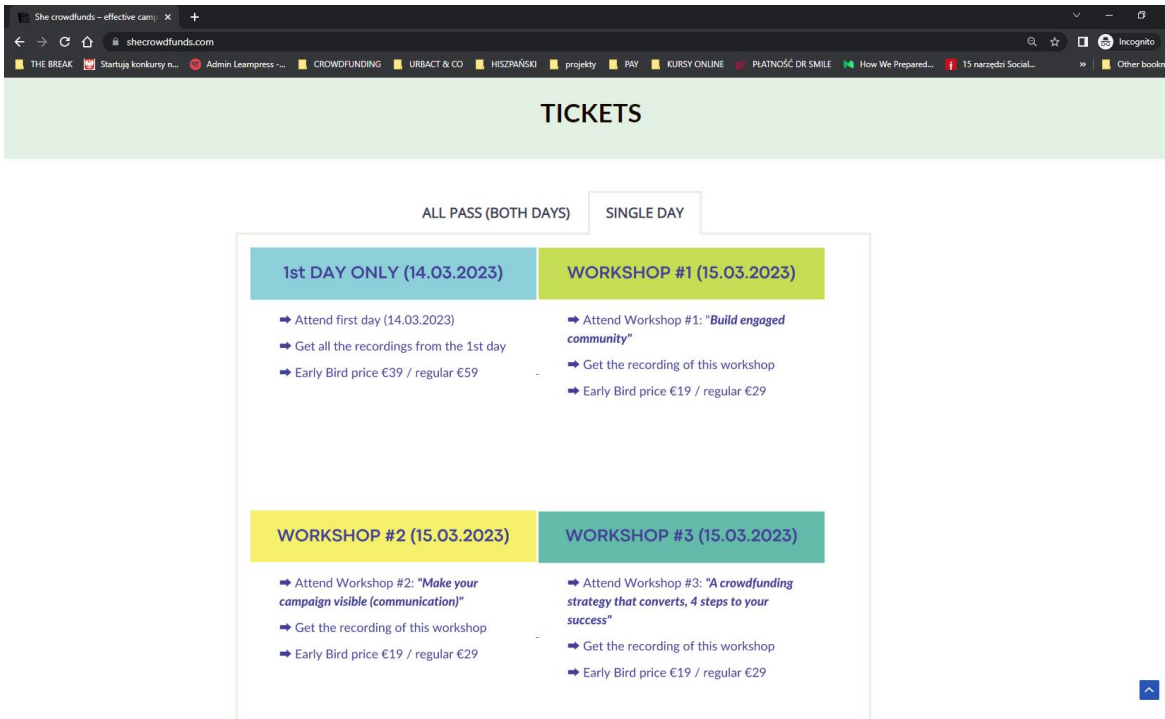 She crowdfunds – effective camp
shecrowdfunds.com
Incognito
THE BREAK
Startują konkursy n...
Admin Learnpress -...
CROWDFUNDING
URBACT & CO
HISZPAŃSKI
projekty
PAY
KURSY ONLINE
PŁATNOŚĆ DR SMILE
How We Prepared...
15 narzędzi Social...
»
Other bookn
TICKETS
ALL PASS (BOTH DAYS)
SINGLE DAY
1st DAY ONLY (14.03.2023)
➡ Attend first day (14.03.2023)
➡ Get all the recordings from the 1st day
➡ Early Bird price €39 / regular €59
-
WORKSHOP #1 (15.03.2023)
➡ Attend Workshop #1: "Build engaged
community"
➡ Get the recording of this workshop
➡ Early Bird price €19 / regular €29
WORKSHOP #2 (15.03.2023)
➡ Attend Workshop #2: "Make your
campaign visible (communication)"
➡ Get the recording of this workshop
➡ Early Bird price €19 / regular €29
-
WORKSHOP #3 (15.03.2023)
➡ Attend Workshop #3: "A crowdfunding
strategy that converts, 4 steps to your
success"
➡ Get the recording of this workshop
➡ Early Bird price €19 / regular €29